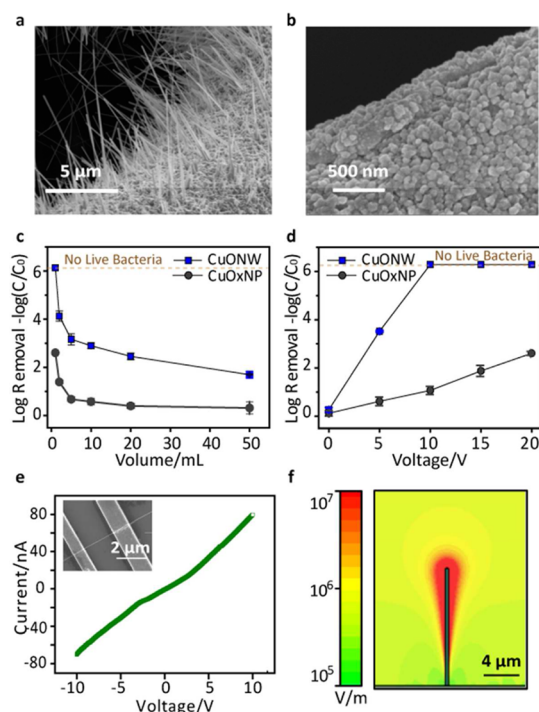 a
b
5 μm
500 nm
c
d
No Live Bacteria
CuONW
CuOxNP
Log R emoval -log(C/C0)
6
4
2
0
0 10 20 30 40 50
Volume/mL
No Live Bacteria
CuONW
CuOxNP
Log R emoval -log(C/C0)
6
4
2
0
0 5 10 15 20
Voltage/V
e
f
2 μm
Current/nA
80
40
0
-40
-80
-10 -5 0 5 10
Voltage/V
10⁷
10⁶
10⁵
V/m
4 μm